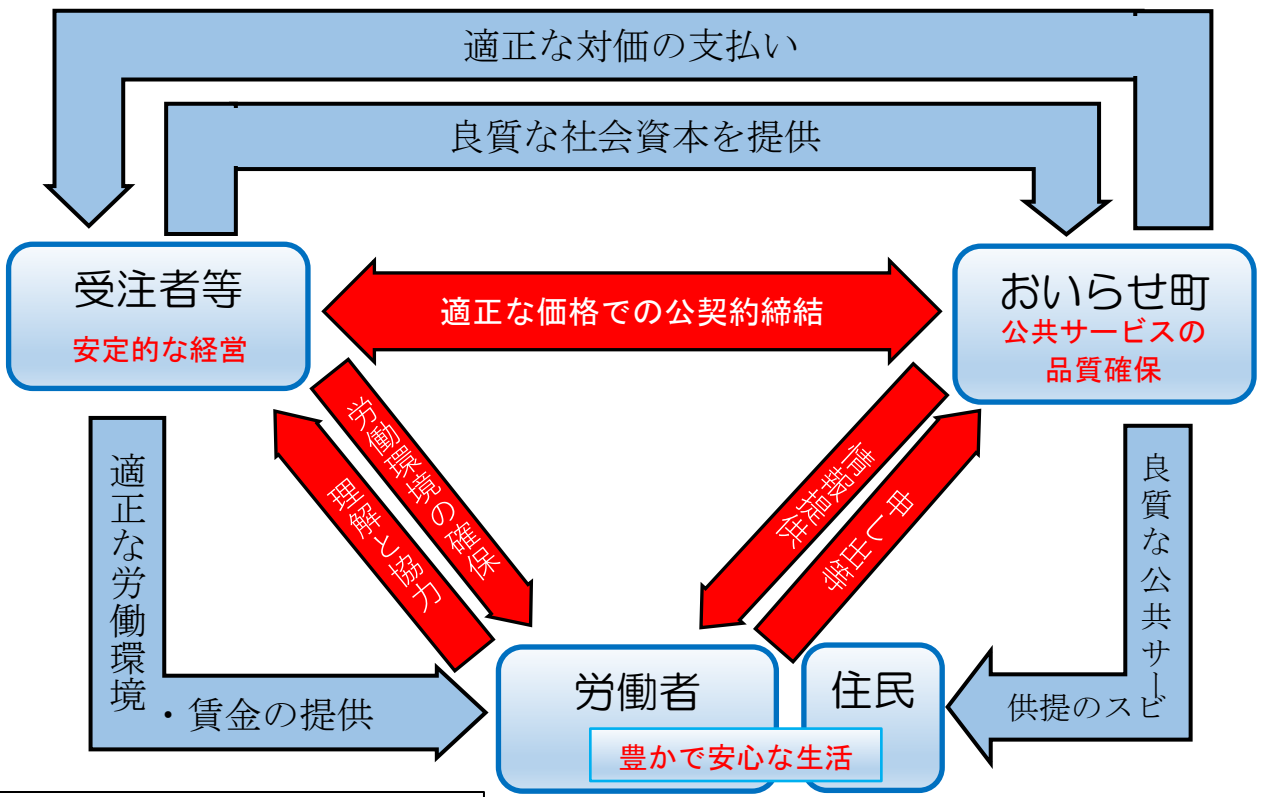 適正な対価の支払い
良質な社会資本を提供
受注者等
安定的な経営
適正な価格での公契約締結
おいらせ町
公共サービスの
品質確保
労働環境の確保
理解と協力
情報提供
申し出等
適正な労働環境
・賃金の提供
良質な公共サー
供提のスビ
労働者
住民
豊かで安心な生活